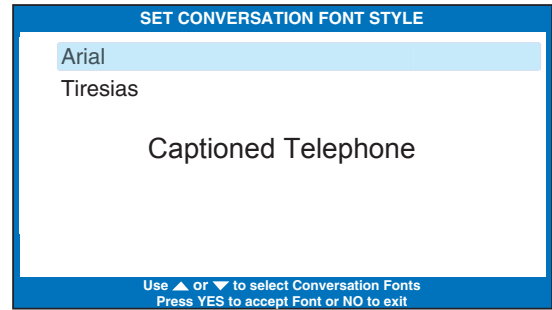 SET CONVERSATION FONT STYLE
Arial
Tiresias
Captioned Telephone
Use ▲ or ▼ to select Conversation Fonts
Press YES to accept Font or NO to exit